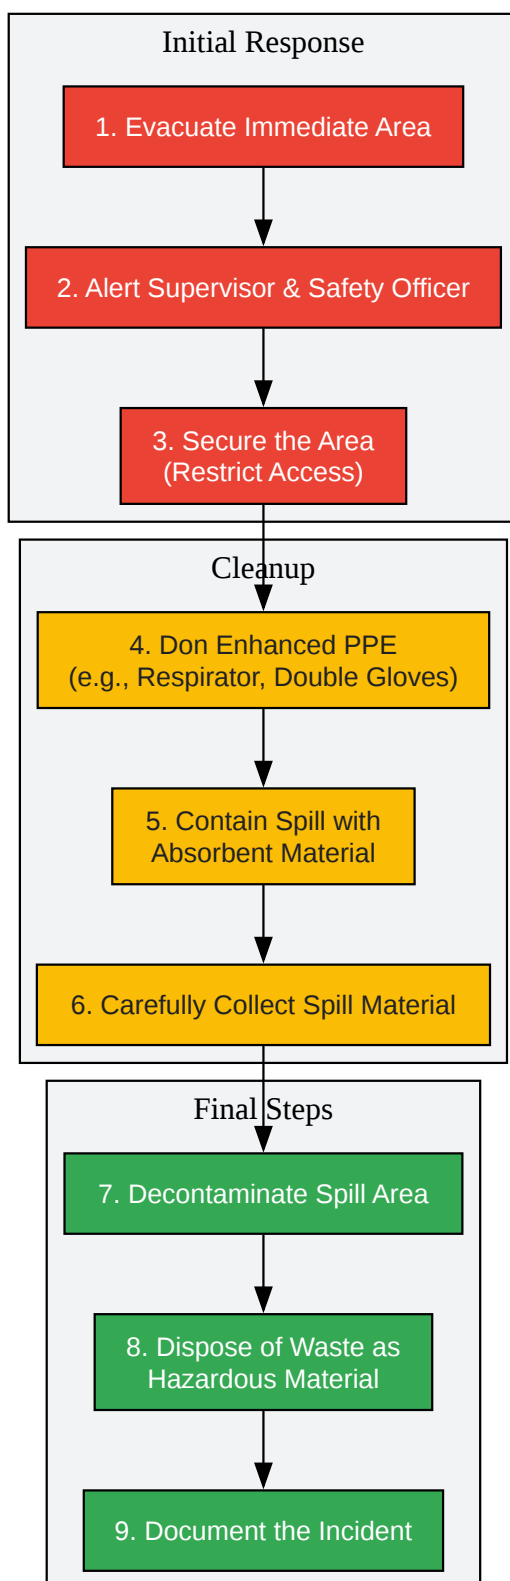 Initial Response
1. Evacuate Immediate Area
2. Alert Supervisor & Safety Officer
3. Secure the Area
(Restrict Access)
Cleanup
4. Don Enhanced PPE
(e.g., Respirator, Double Gloves)
5. Contain Spill with
Absorbent Material
6. Carefully Collect Spill Material
Final Steps
7. Decontaminate Spill Area
8. Dispose of Waste as
Hazardous Material
9. Document the Incident